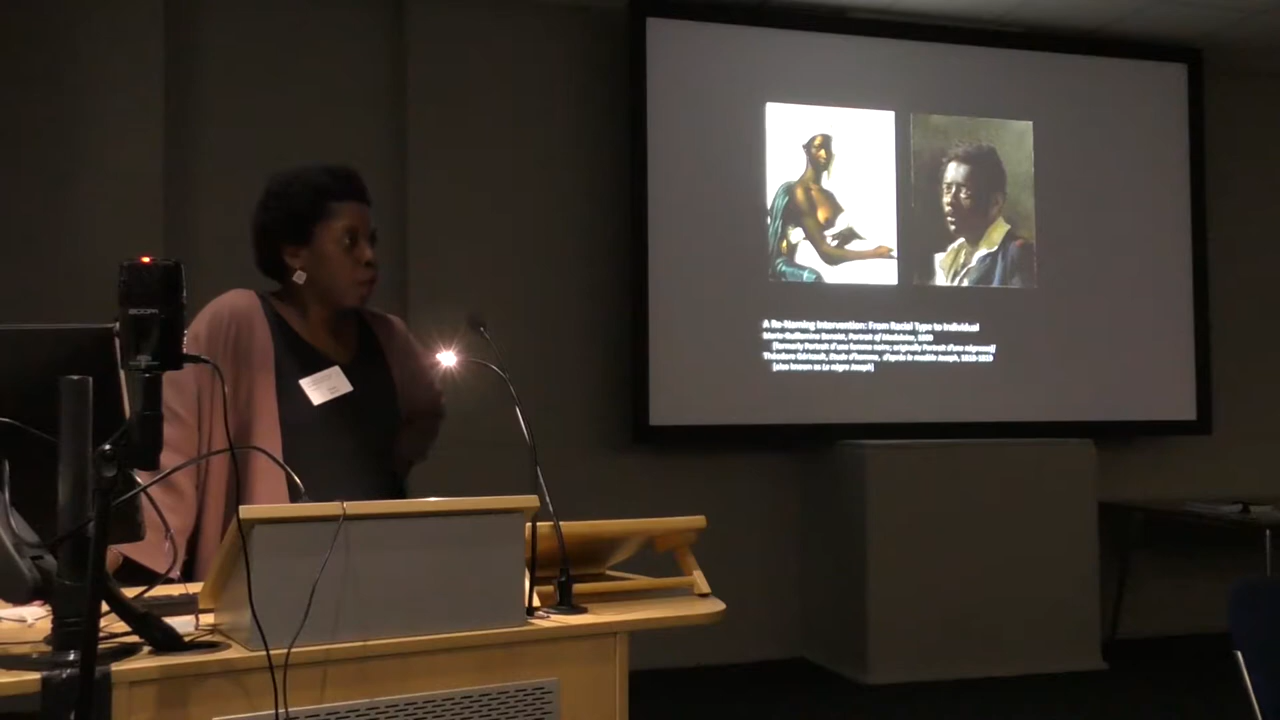 zoom
A Re-Naming Intervention: From Racial Type to Individual
Marie-Guillemine Benoist, Portrait of Madeleine, 1800
[formerly Portrait d'une femme noire; originally Portrait d'une négresse]
Théodore Géricault, Etude d'homme, d'après le modèle Joseph, 1818-1819
[also known as Le nègre Joseph]